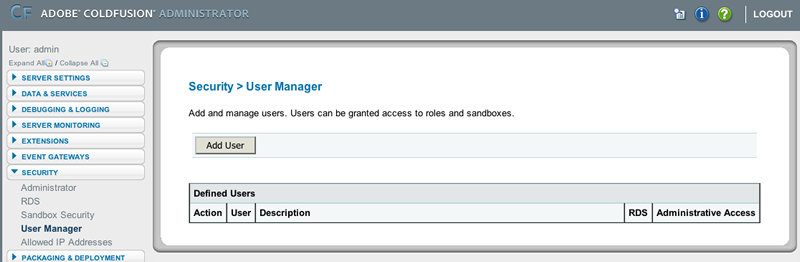 CF ADOBE® COLDFUSION® ADMINISTRATOR
LOGOUT
User: admin
Expand All / Collapse All
SERVER SETTINGS
DATA & SERVICES
DEBUGGING & LOGGING
SERVER MONITORING
EXTENSIONS
EVENT GATEWAYS
SECURITY
Administrator
RDS
Sandbox Security
User Manager
Allowed IP Addresses
PACKAGING & DEPLOYMENT
Security > User Manager
Add and manage users. Users can be granted access to roles and sandboxes.
Add User
Defined Users
Action User Description RDS Administrative Access